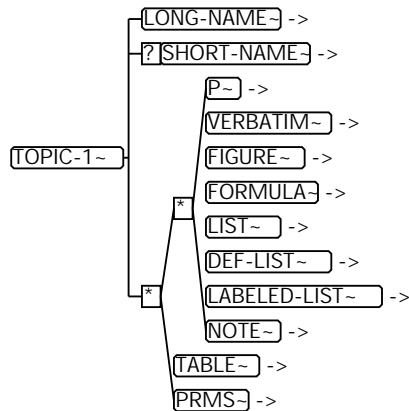 LONG-NAME~ ->
? SHORT-NAME~ ->
P~ ->
VERBATIM~ ->
TOPIC-1~
FIGURE~ ->
FORMULA~ ->
*
LIST~ ->
DEF-LIST~ ->
*
LABELED-LIST~ ->
NOTE~ ->
TABLE~ ->
PRMS~ ->